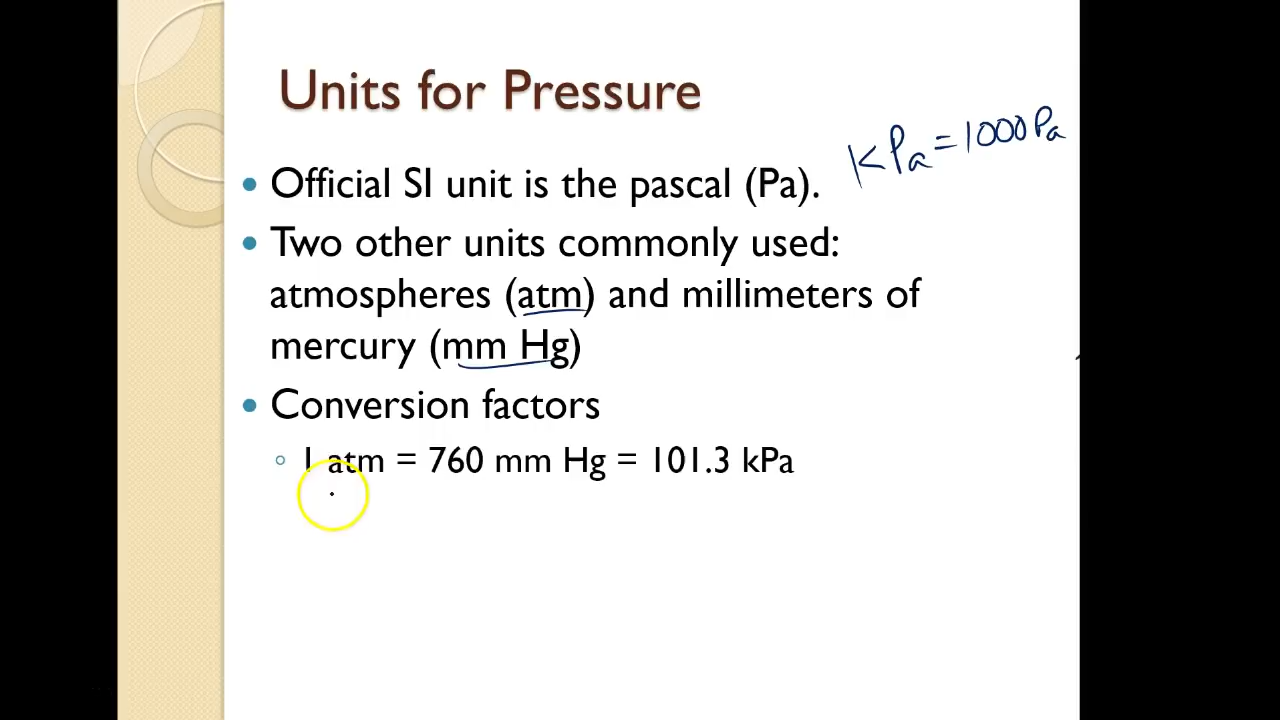 Units for Pressure
KPa = 1000 Pa
• Official SI unit is the pascal (Pa).
• Two other units commonly used:
atmospheres (atm) and millimeters of
mercury (mm Hg)
• Conversion factors
◦ 1 atm = 760 mm Hg = 101.3 kPa